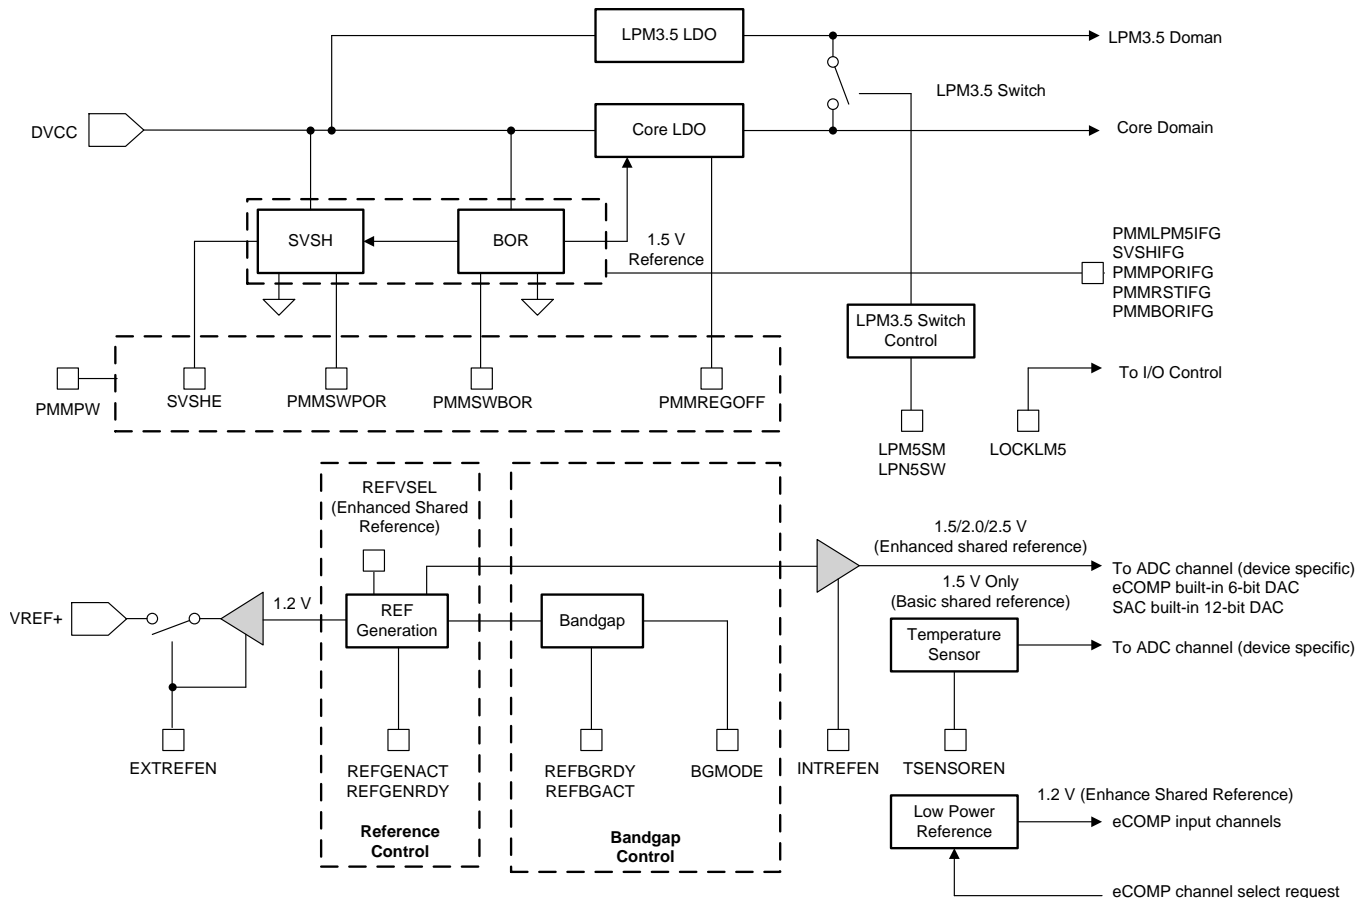 LPM3.5 LDO
LPM3.5 Doman
LPM3.5 Switch
DVCC
Core LDO
Core Domain
SVSH
BOR
1.5 V
Reference
PMMLPM5IFG
SVSHIFG
PMMPORIFG
PMMRSTIFG
PMMBORIFG
LPM3.5 Switch
Control
To I/O Control
PMMPW
SVSHE
PMMSWPOR
PMMSWBOR
PMMREGOFF
LPM5SM
LPN5SW
LOCKLM5
REFVSEL
(Enhanced Shared
Reference)
1.5/2.0/2.5 V
(Enhanced shared reference)
1.5 V Only
(Basic shared reference)
To ADC channel (device specific)
eCOMP built-in 6-bit DAC
SAC built-in 12-bit DAC
VREF+
1.2 V
REF
Generation
Bandgap
Temperature
Sensor
To ADC channel (device specific)
EXTREFEN
REFGENACT
REFGENRDY
REFBGRDY
REFBGACT
BGMODE
INTREFEN
TSENSOREN
Reference
Control
Bandgap
Control
1.2 V (Enhance Shared Reference)
Low Power
Reference
eCOMP input channels
eCOMP channel select request